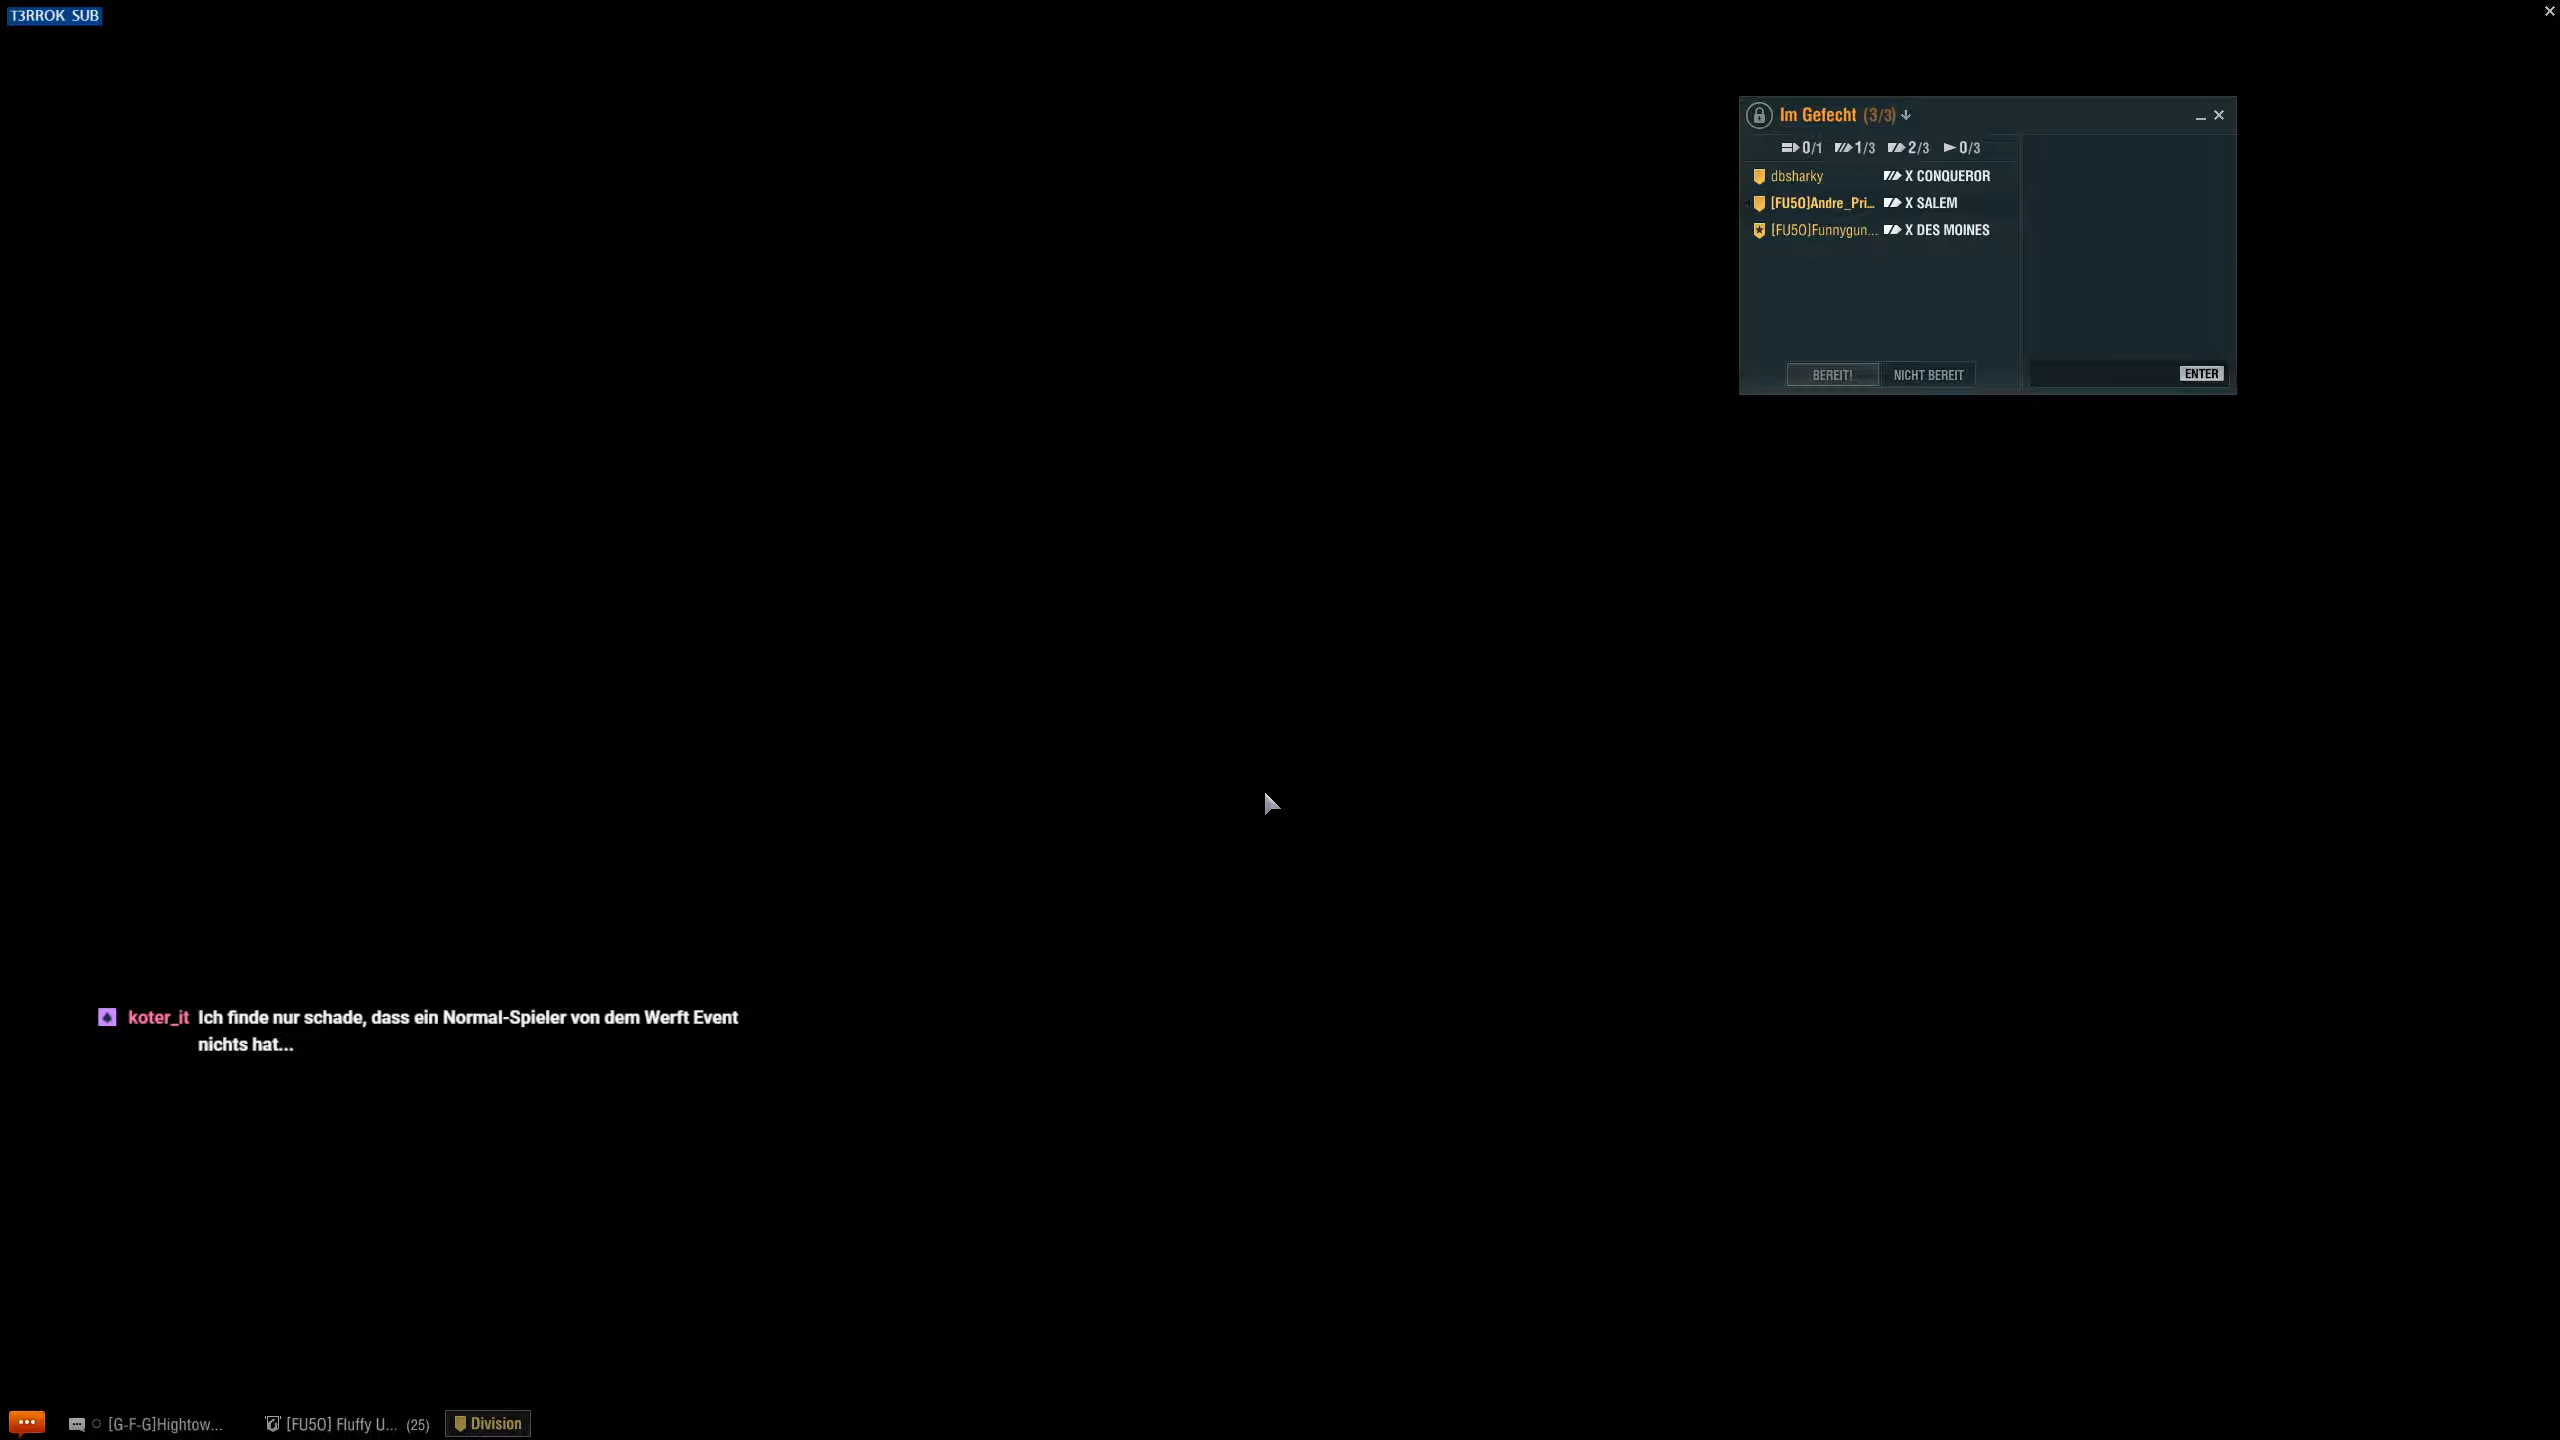 T3RROK SUB
Im Gefecht (3/3)
0/1 1/3 2/3 0/3
dbsharky X CONQUEROR
[FU5O]Andre_Pri... X SALEM
[FU5O]Funnygun... X DES MOINES
BEREIT! NICHT BEREIT
ENTER
koter_it Ich finde nur schade, dass ein Normal-Spieler von dem Werft Event
nichts hat...
[G-F-G]Hightow... [FU5O] Fluffy U... (25) Division